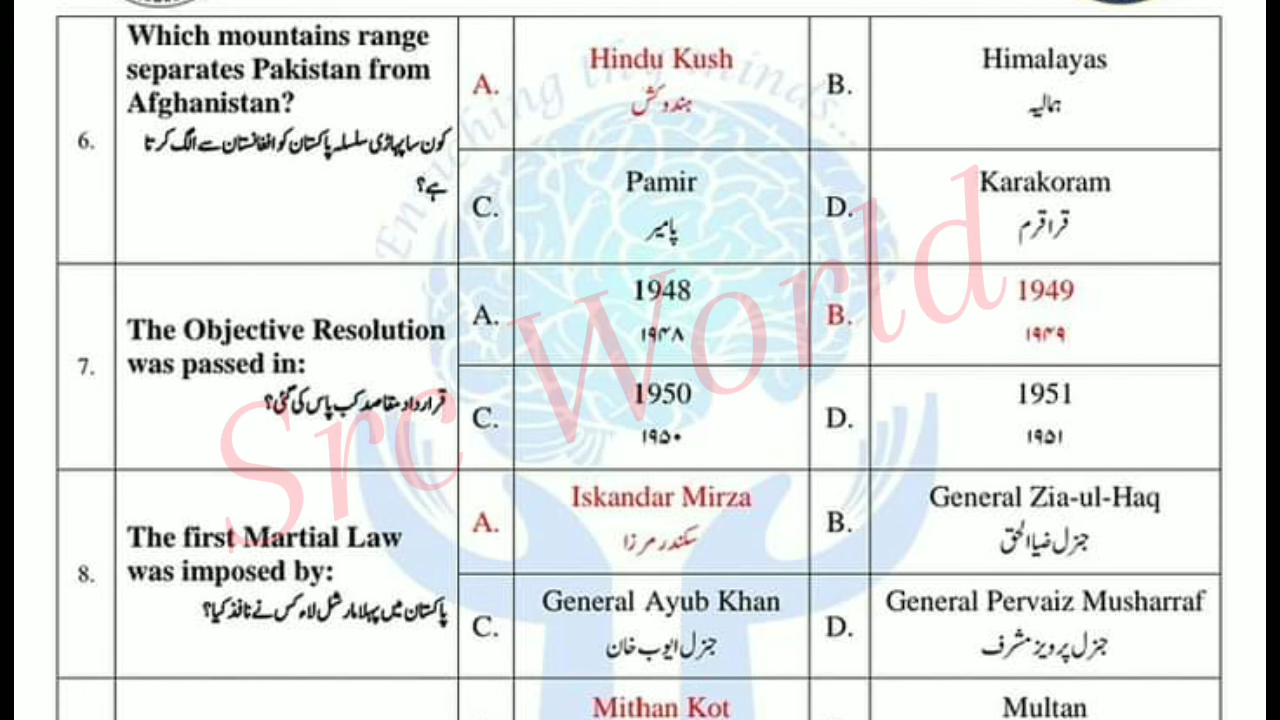 6.
Which mountains range
separates Pakistan from
Afghanistan?
کون سا پہاڑی سلسلہ پاکستان کو افغانستان سے الگ کرتا
ہے؟
A.
Hindu Kush
ہندوکش
B.
Himalayas
ہمالیہ
C.
Pamir
پامیر
D.
Karakoram
قراقرم
7.
The Objective Resolution
was passed in:
قرارداد مقاصد کب پاس کی گئی؟
A.
1948
۱۹۴۸
B.
1949
۱۹۴۹
C.
1950
۱۹۵۰
D.
1951
۱۹۵۱
8.
The first Martial Law
was imposed by:
پاکستان میں پہلا مارشل لاء کس نے نافذ کیا؟
A.
Iskandar Mirza
سکندر مرزا
B.
General Zia-ul-Haq
جنرل ضیاالحق
C.
General Ayub Khan
جنرل ایوب خان
D.
General Pervaiz Musharraf
جنرل پرویز مشرف
Mithan Kot
Multan
Enriching the minds...
Src World